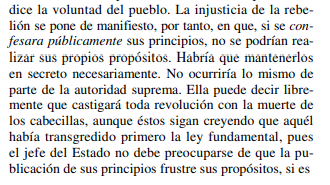 dice la voluntad del pueblo. La injusticia de la rebe-
lión se pone de manifiesto, por tanto, en que, si se con-
fesara públicamente sus principios, no se podrían rea-
lizar sus propios propósitos. Habría que mantenerlos
en secreto necesariamente. No ocurriría lo mismo de
parte de la autoridad suprema. Ella puede decir libre-
mente que castigará toda revolución con la muerte de
los cabecillas, aunque éstos sigan creyendo que aquél
había transgredido primero la ley fundamental, pues
el jefe del Estado no debe preocuparse de que la pu-
blicación de sus principios frustre sus propósitos, si es